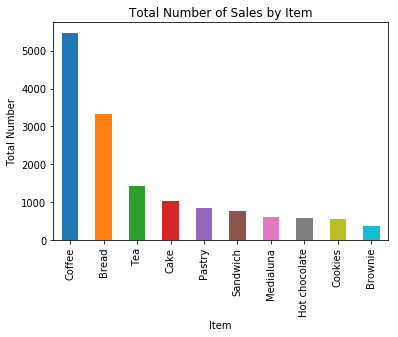 Total Number of Sales by Item
Total Number
5000
4000
3000
2000
1000
0
Coffee
Bread
Tea
Cake
Pastry
Sandwich
Medialuna
Hot chocolate
Cookies
Brownie
Item